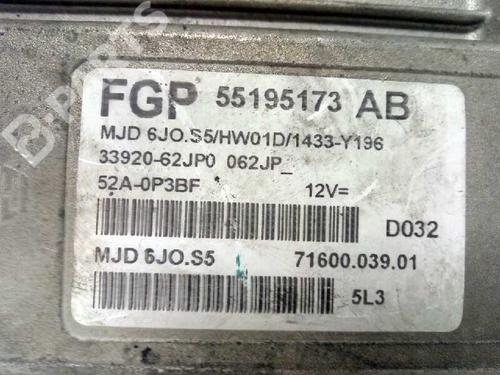 B-PARTS
FGP 55195173 AB
MJD 6JO.S5/HW01D/1433-Y196
33920-62JP0 062JP_
52A-0P3BF 12V=
D032
MJD 6JO.S5 71600.039.01
5L3